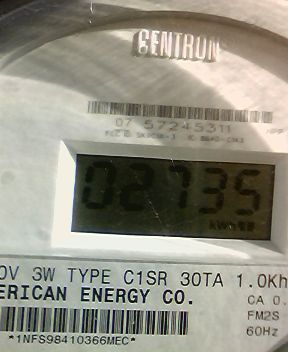 CENTRON
07 57245311
02735
0V 3W TYPE C1SR 30TA 1.0Kh
ERICAN ENERGY CO.
CA 0.
FM2S
60Hz
*1NFS98410366MEC*